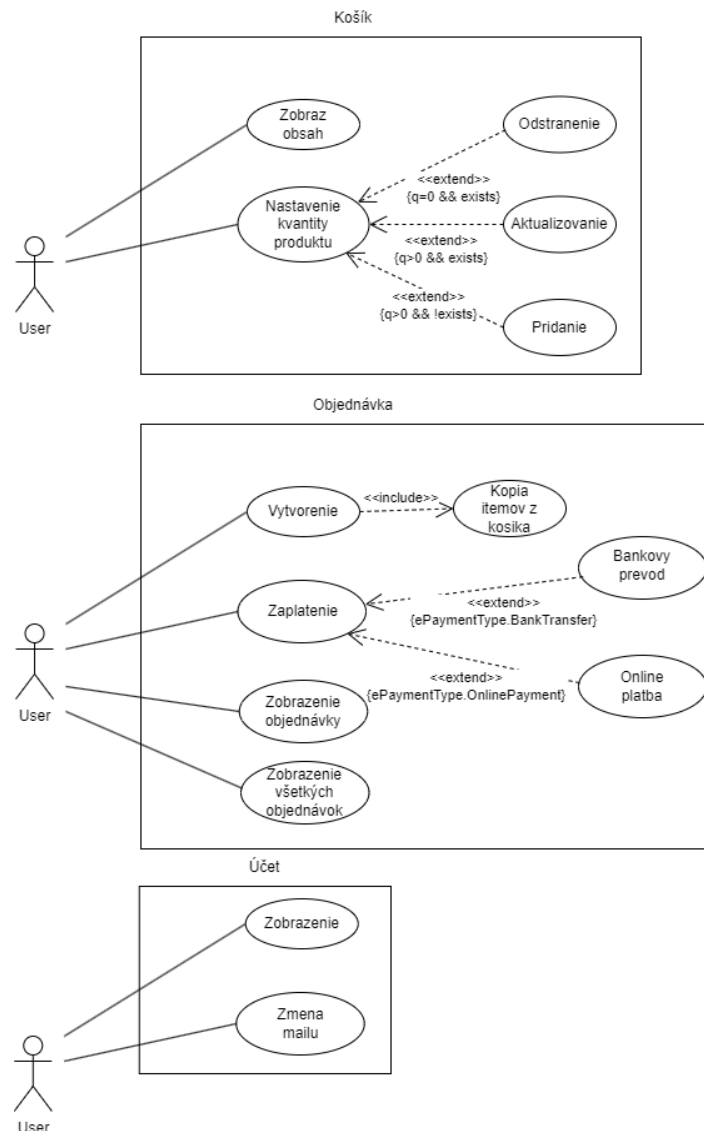 Košík
Zobraz
obsah
Odstranenie
<<extend>>
{q=0 && exists}
Nastavenie
kvantity
produktu
Aktualizovanie
<<extend>>
{q>0 && exists}
<<extend>>
{q>0 && !exists}
Pridanie
User
Objednávka
Vytvorenie
<<include>>
Kopia
itemov z
kosika
Bankovy
prevod
Zaplatenie
<<extend>>
{ePaymentType.BankTransfer}
<<extend>>
{ePaymentType.OnlinePayment}
Online
platba
User
Zobrazenie
objednávky
Zobrazenie
všetkých
objednávok
Účet
Zobrazenie
Zmena
mailu
User